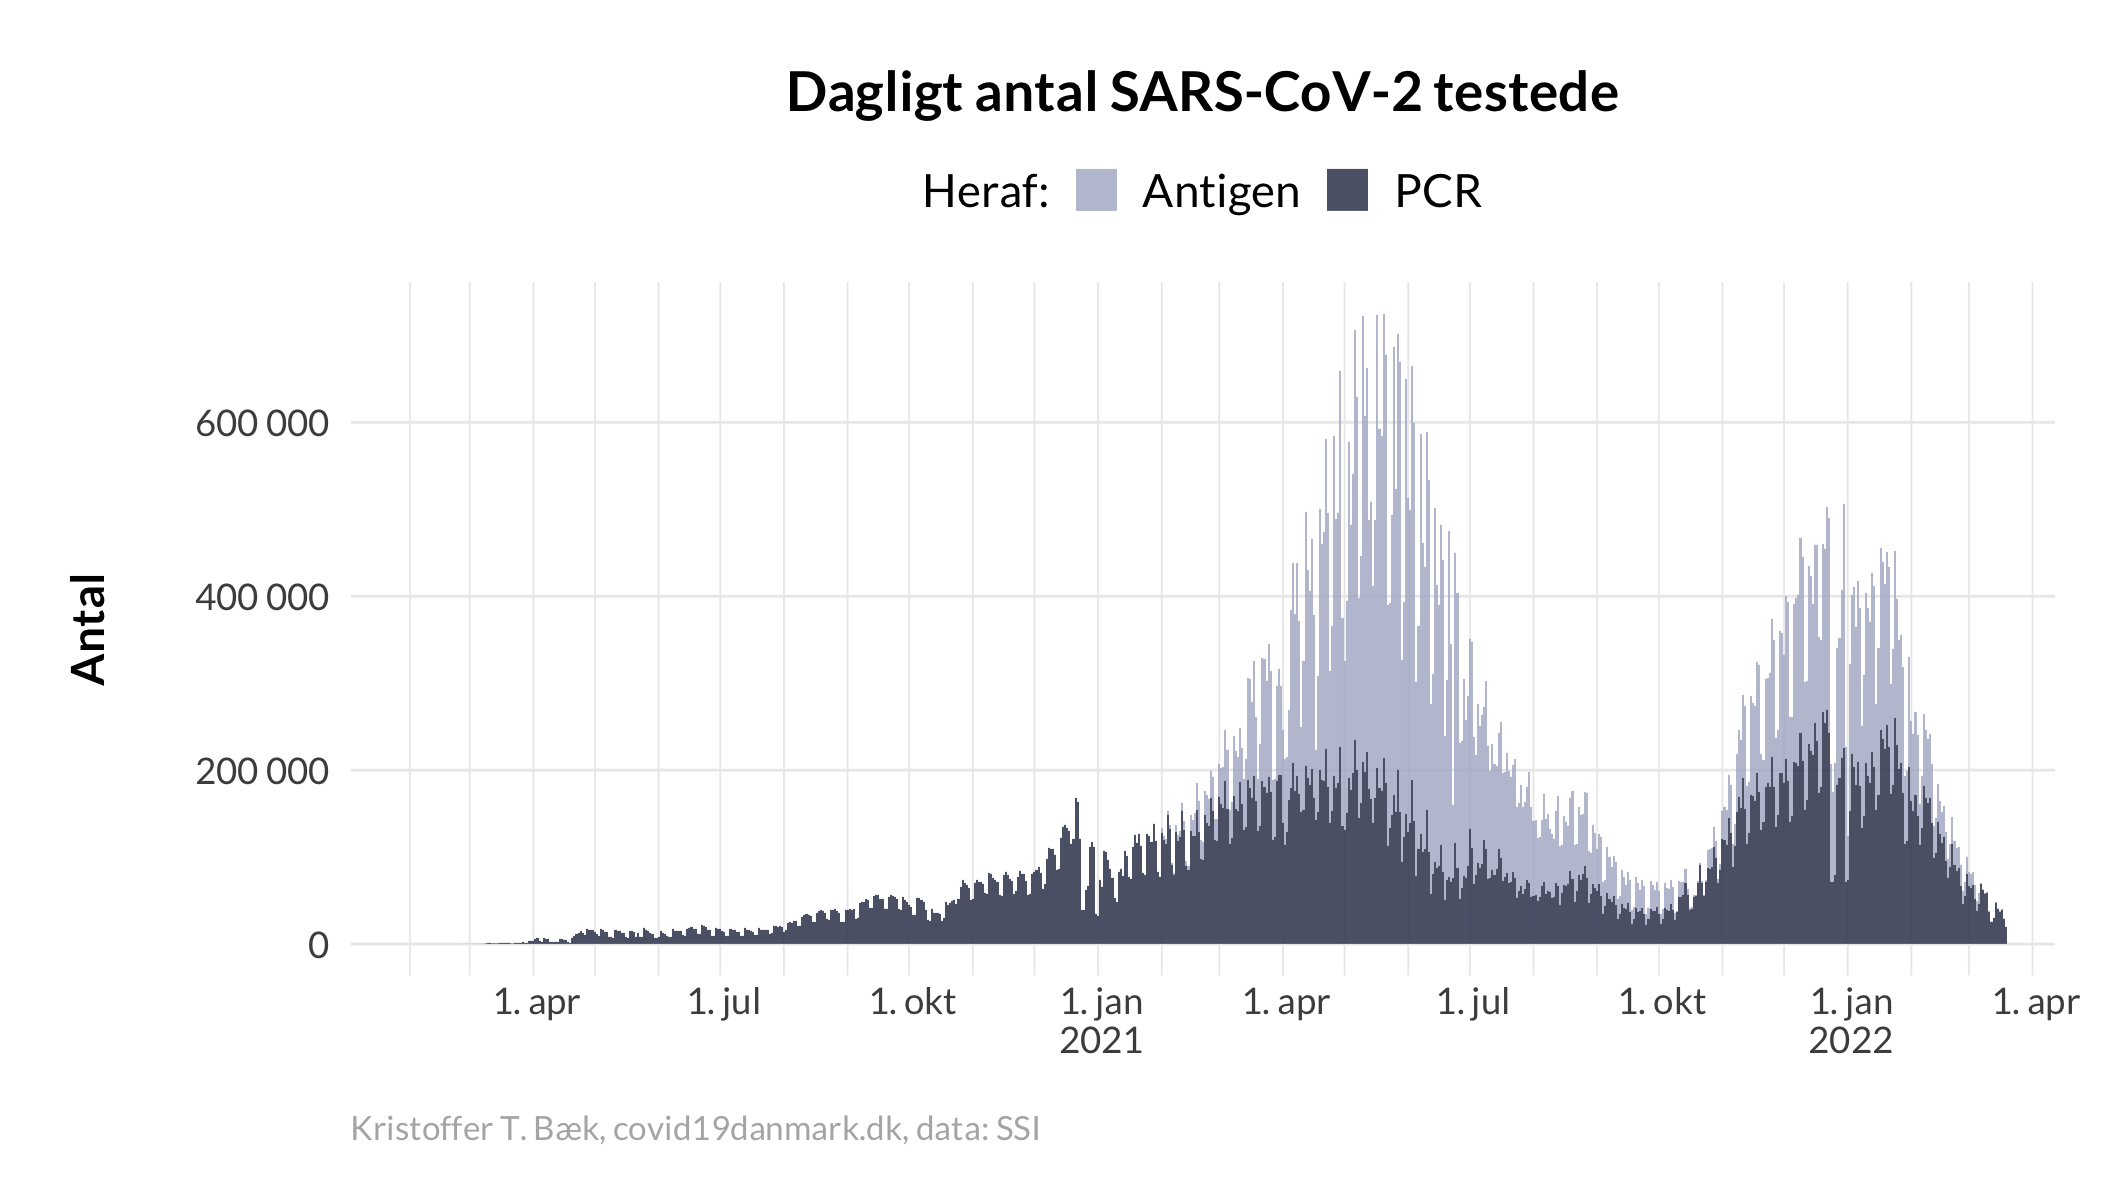 Dagligt antal SARS-CoV-2 testede
Heraf: Antigen PCR
Antal
600 000
400 000
200 000
0
1. apr 1. jul 1. okt 1. jan 1. apr 1. jul 1. okt 1. jan 1. apr
2021 2022
Kristoffer T. Bæk, covid19danmark.dk, data: SSI